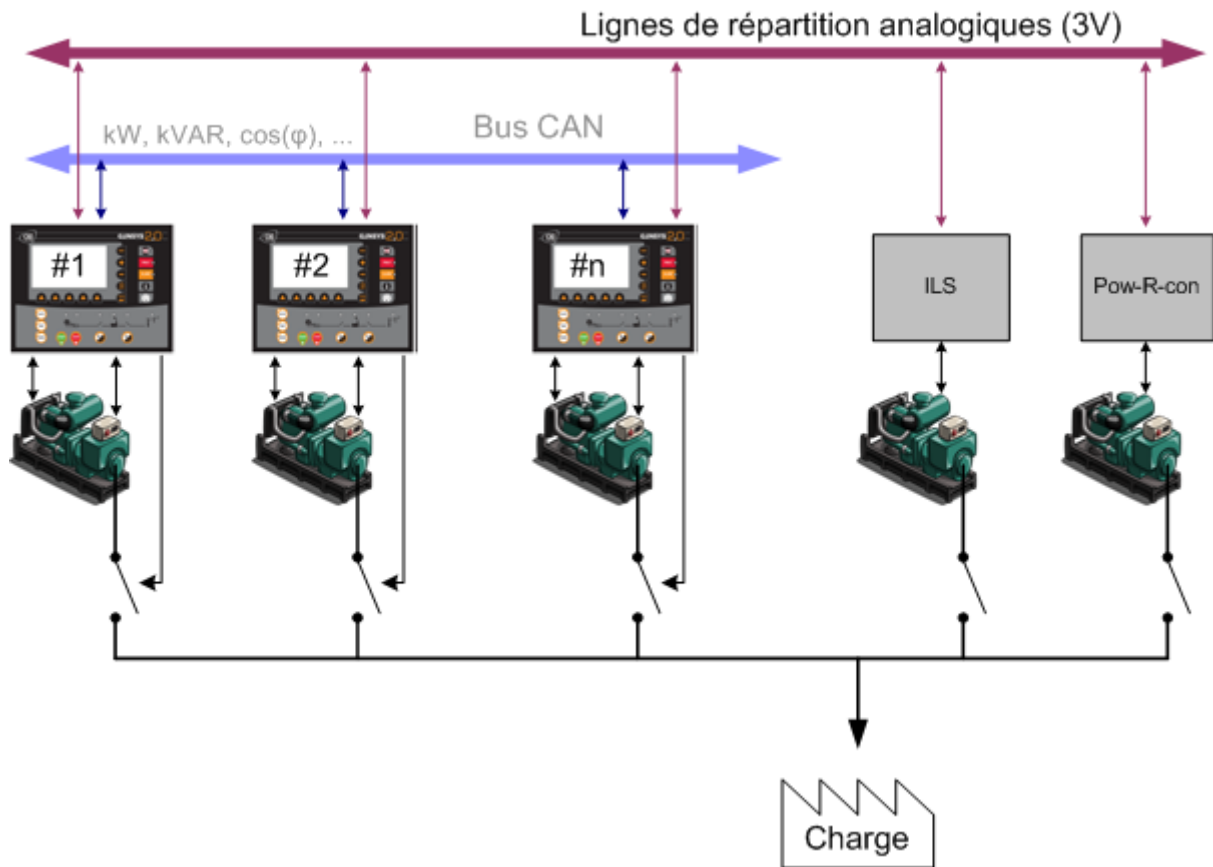 Lignes de répartition analogiques (3V)
kW, kVAR, cos(φ), ...
Bus CAN
#1
#2
#n
ILS
Pow-R-con
Charge